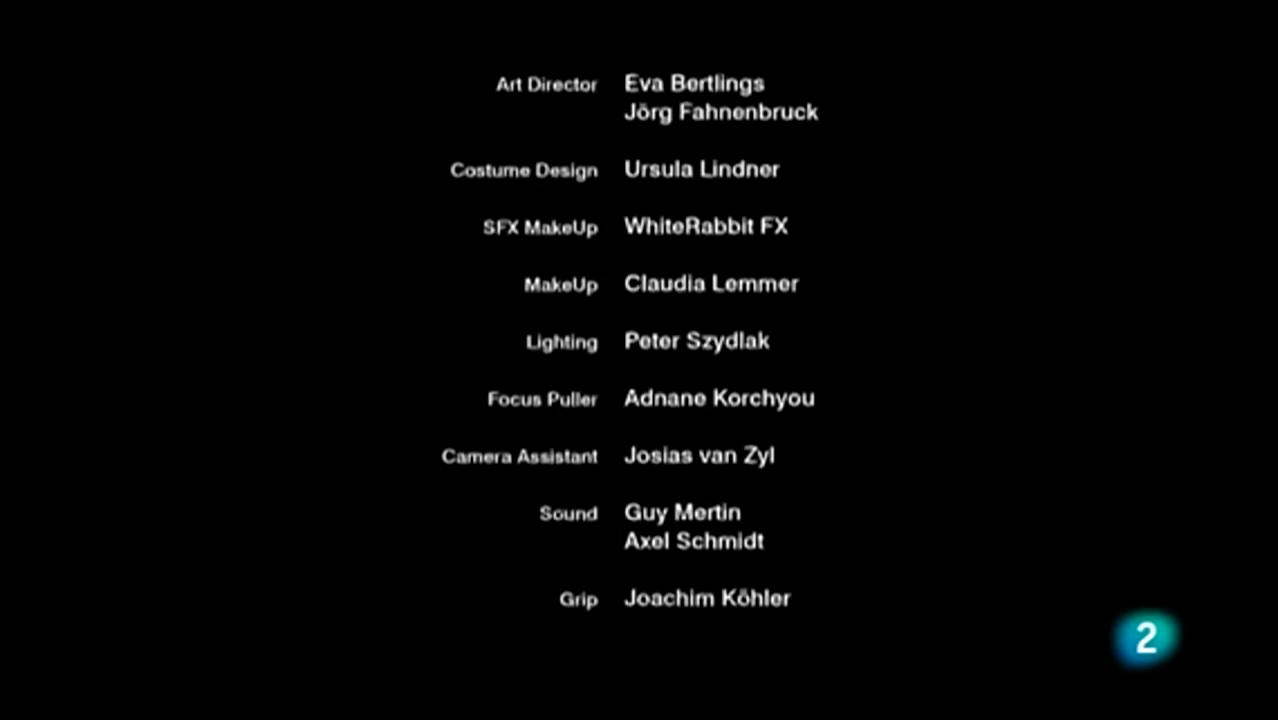 Art Director Eva Bertlings
Jörg Fahnenbruck
Costume Design Ursula Lindner
SFX MakeUp WhiteRabbit FX
MakeUp Claudia Lemmer
Lighting Peter Szydlak
Focus Puller Adnane Korchyou
Camera Assistant Josias van Zyl
Sound Guy Mertin
Axel Schmidt
Grip Joachim Köhler
2